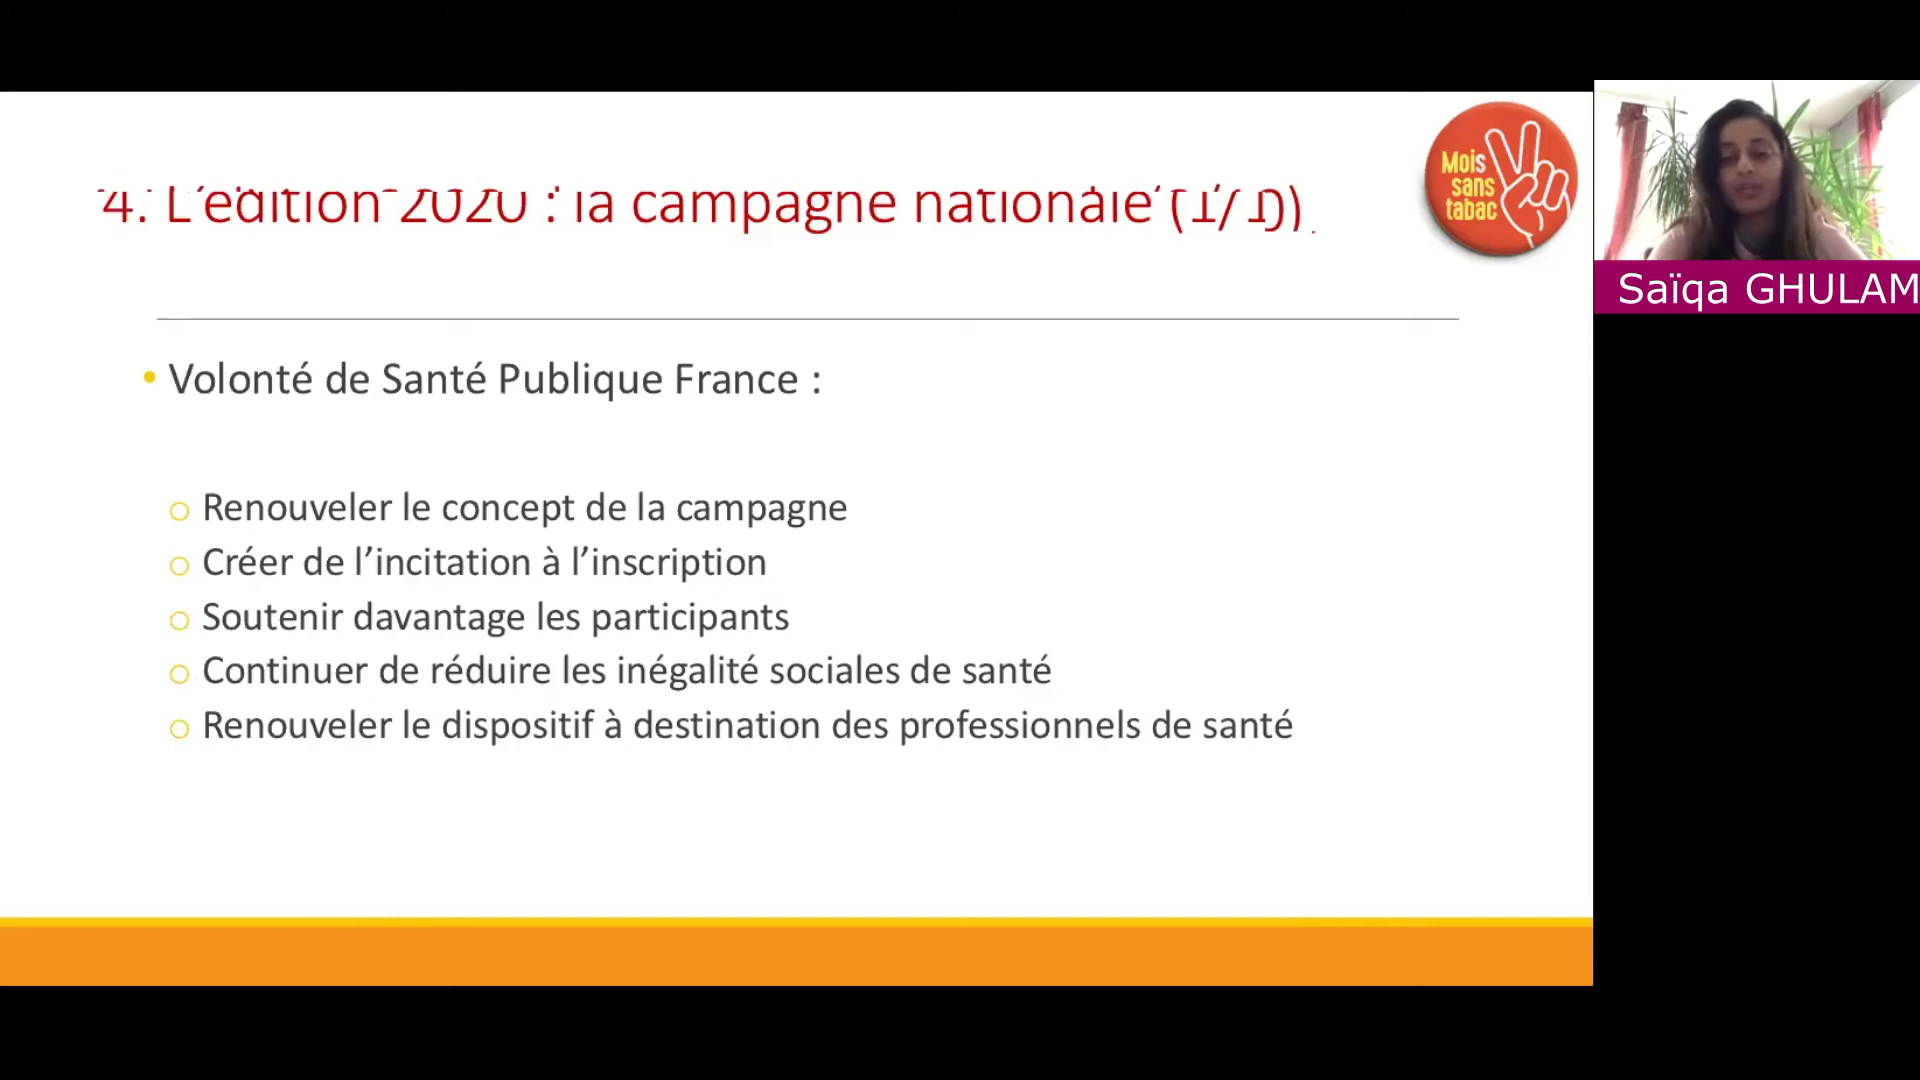 4. L'édition 2020 : la campagne nationale
Mois
sans
tabac
Saïqa GHULAM
• Volonté de Santé Publique France :
o Renouveler le concept de la campagne
o Créer de l’incitation à l’inscription
o Soutenir davantage les participants
o Continuer de réduire les inégalité sociales de santé
o Renouveler le dispositif à destination des professionnels de santé